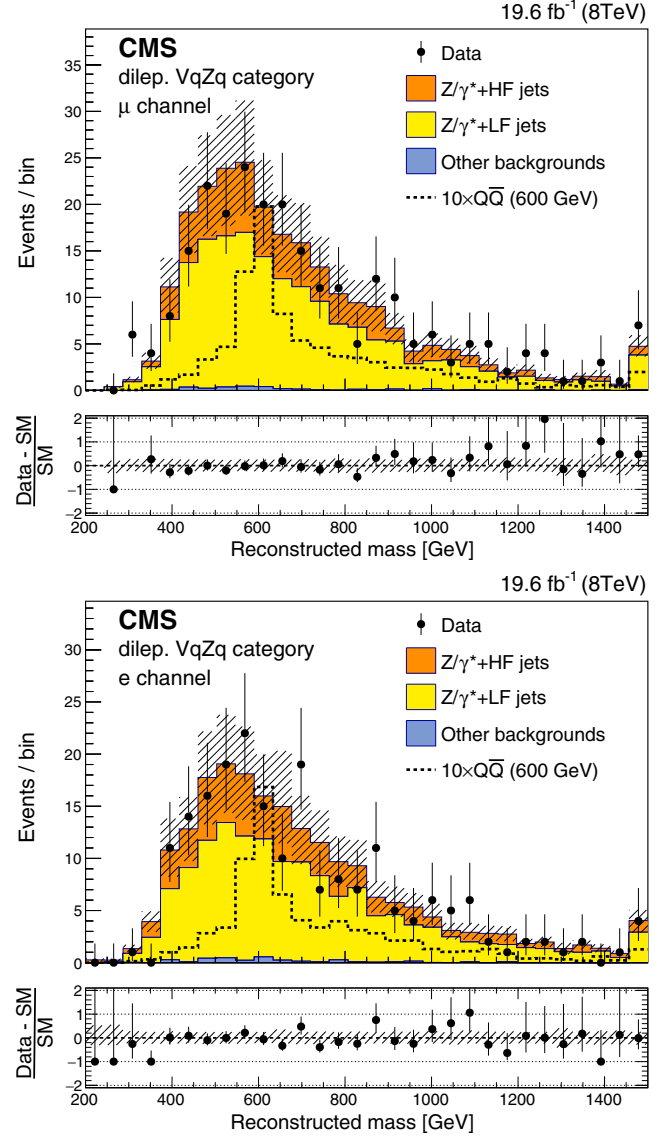 19.6 fb⁻¹ (8TeV)
CMS
dilep. VqZq category
μ channel
Data
Z/γ*+HF jets
Z/γ*+LF jets
Other backgrounds
10×QQ̅ (600 GeV)
Events / bin
35
30
25
20
15
10
5
0
Data - SM
SM
2
1
0
−1
−2
200 400 600 800 1000 1200 1400
Reconstructed mass [GeV]
19.6 fb⁻¹ (8TeV)
CMS
dilep. VqZq category
e channel
Data
Z/γ*+HF jets
Z/γ*+LF jets
Other backgrounds
10×QQ̅ (600 GeV)
Events / bin
30
25
20
15
10
5
0
Data - SM
SM
2
1
0
−1
−2
200 400 600 800 1000 1200 1400
Reconstructed mass [GeV]